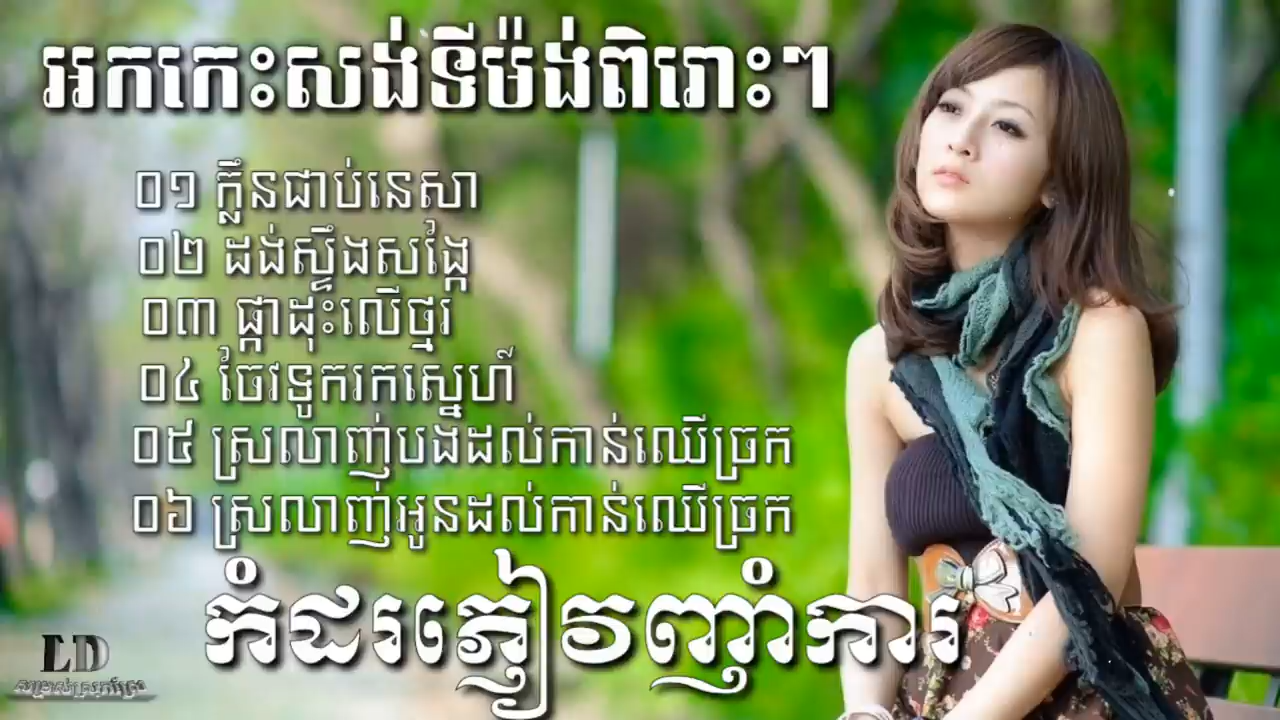 អកកេះសង់ទីម៉ង់ពិរោះៗ
០១ ក្លឹនជាប់នេសា
០២ ដង់ស្ទឹងសង្កែ
០៣ ផ្កាដុះលើថ្មរ
០៤ ចែវទូករកស្នេហ៍
០៥ ស្រលាញ់បងដល់កាន់ឈើច្រក
០៦ ស្រលាញ់អូនដល់កាន់ឈើច្រក
កំដរភ្ញៀវញ៉ាំការ
LD